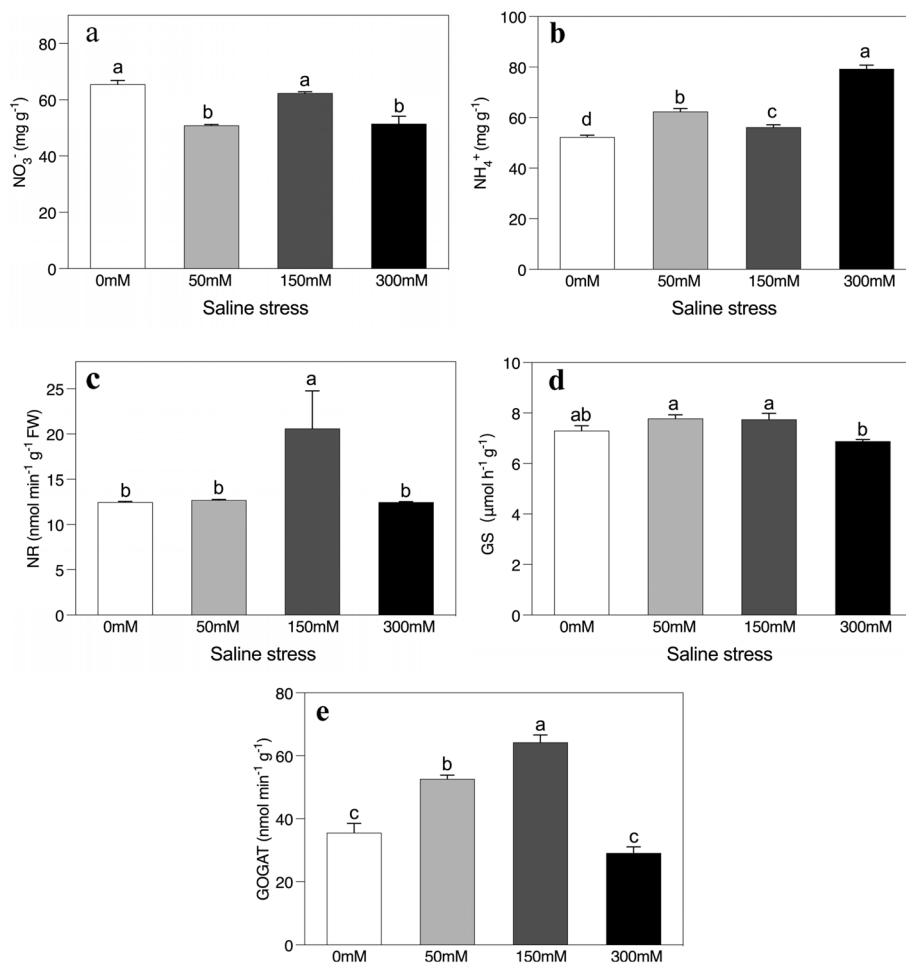 a
NO₃⁻ (mg g⁻¹)
80
60
40
20
0
a
b
a
b
0mM 50mM 150mM 300mM
Saline stress
b
NH₄⁺ (mg g⁻¹)
100
80
60
40
20
0
d
b
c
a
0mM 50mM 150mM 300mM
Saline stress
c
NR (nmol min⁻¹ g⁻¹ FW)
25
20
15
10
5
0
b
b
a
b
0mM 50mM 150mM 300mM
Saline stress
d
GS (µmol h⁻¹ g⁻¹)
10
8
6
4
2
0
ab
a
a
b
0mM 50mM 150mM 300mM
Saline stress
e
GOGAT (nmol min⁻¹ g⁻¹)
80
60
40
20
0
c
b
a
c
0mM 50mM 150mM 300mM